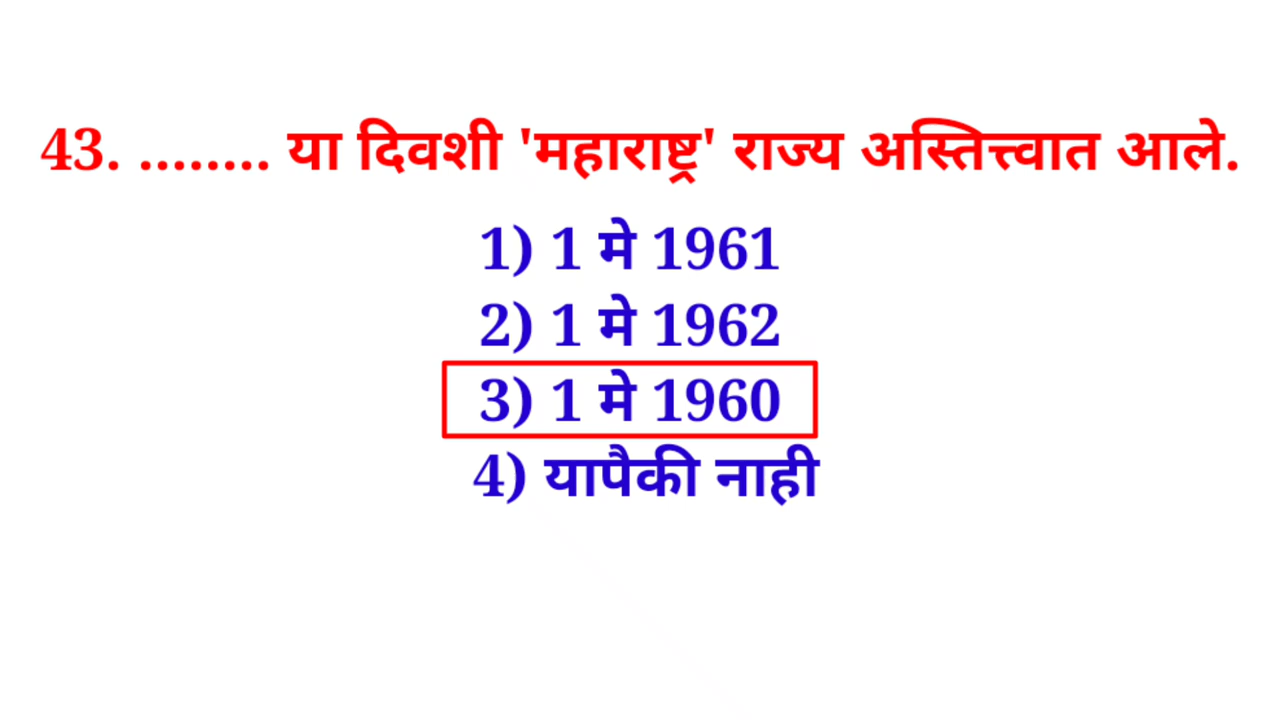 43. ........ या दिवशी 'महाराष्ट्र' राज्य अस्तित्त्वात आले.
1) 1 मे 1961
2) 1 मे 1962
3) 1 मे 1960
4) यापैकी नाही